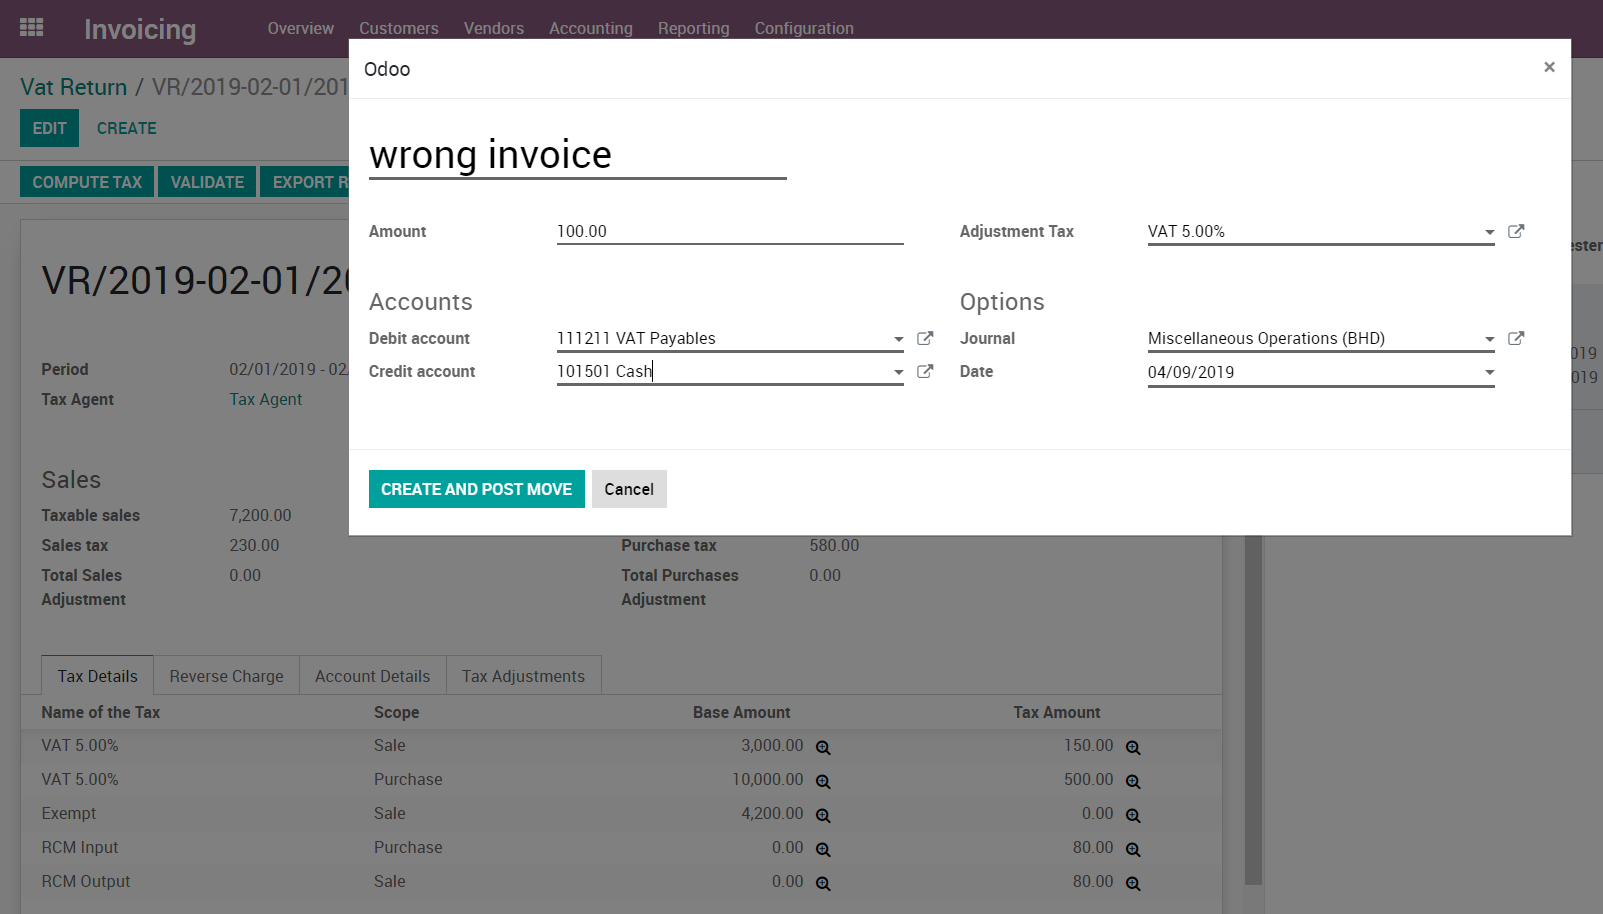 Invoicing Overview Customers Vendors Accounting Reporting Configuration
Vat Return / VR/2019-02-01/201
EDIT CREATE
COMPUTE TAX VALIDATE EXPORT R
VR/2019-02-01/20
Period 02/01/2019 - 02/
Tax Agent Tax Agent
Odoo ×
wrong invoice
Amount 100.00 Adjustment Tax VAT 5.00%
Accounts Options
Debit account 111211 VAT Payables Journal Miscellaneous Operations (BHD)
Credit account 101501 Cash Date 04/09/2019
CREATE AND POST MOVE Cancel
ester
019
019
Sales
Taxable sales 7,200.00
Sales tax 230.00 Purchase tax 580.00
Total Sales 0.00 Total Purchases 0.00
Adjustment Adjustment
Tax Details Reverse Charge Account Details Tax Adjustments
Name of the Tax Scope Base Amount Tax Amount
VAT 5.00% Sale 3,000.00 150.00
VAT 5.00% Purchase 10,000.00 500.00
Exempt Sale 4,200.00 0.00
RCM Input Purchase 0.00 80.00
RCM Output Sale 0.00 80.00